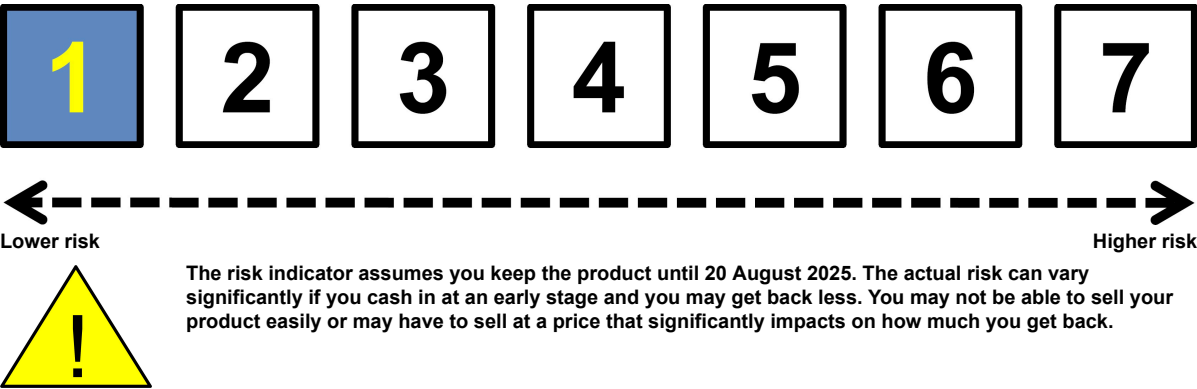 1 2 3 4 5 6 7
Lower risk Higher risk
!
The risk indicator assumes you keep the product until 20 August 2025. The actual risk can vary
significantly if you cash in at an early stage and you may get back less. You may not be able to sell your
product easily or may have to sell at a price that significantly impacts on how much you get back.